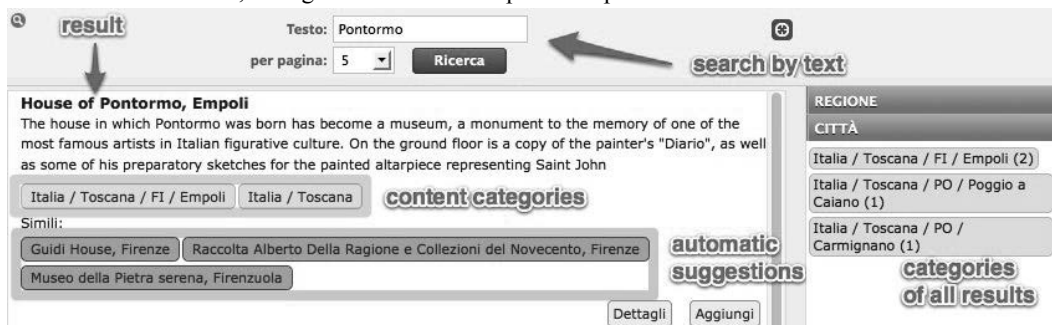 result
Testo: Pontormo
per pagina: 5 Ricerca
search by text
House of Pontormo, Empoli
The house in which Pontormo was born has become a museum, a monument to the memory of one of the
most famous artists in Italian figurative culture. On the ground floor is a copy of the painter's "Diario", as well
as some of his preparatory sketches for the painted altarpiece representing Saint John
Italia / Toscana / FI / Empoli Italia / Toscana content categories
Simili:
Guidi House, Firenze Raccolta Alberto Della Ragione e Collezioni del Novecento, Firenze
Museo della Pietra serena, Firenzuola
automatic
suggestions
Dettagli Aggiungi
REGIONE
CITTÀ
Italia / Toscana / FI / Empoli (2)
Italia / Toscana / PO / Poggio a
Caiano (1)
Italia / Toscana / PO /
Carmignano (1)
categories
of all results